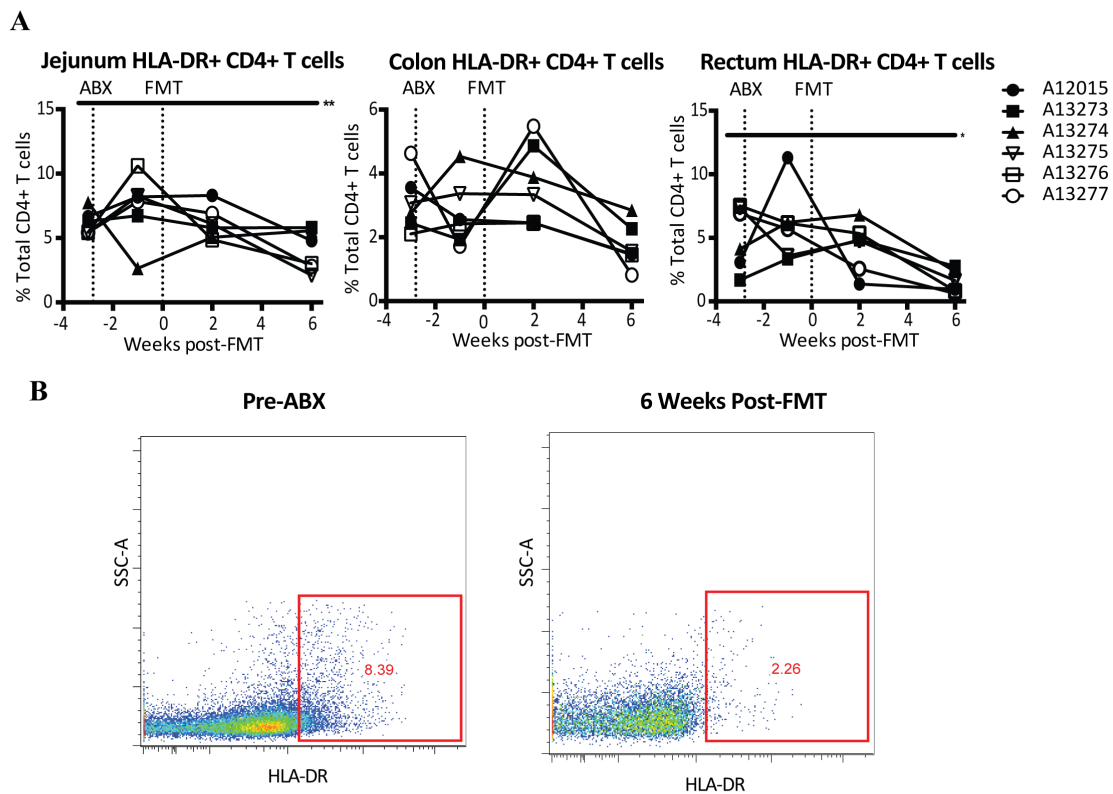 A
Jejunum HLA-DR+ CD4+ T cells
Colon HLA-DR+ CD4+ T cells
Rectum HLA-DR+ CD4+ T cells
ABX FMT
ABX FMT
ABX FMT
% Total CD4+ T cells
15
10
5
0
**
-4 -2 0 2 4 6
Weeks post-FMT
% Total CD4+ T cells
6
4
2
0
-4 -2 0 2 4 6
Weeks post-FMT
% Total CD4+ T cells
15
10
5
0
*
-4 -2 0 2 4 6
Weeks post-FMT
A12015
A13273
A13274
A13275
A13276
A13277
B
Pre-ABX
SSC-A
8.39
HLA-DR
6 Weeks Post-FMT
SSC-A
2.26
HLA-DR